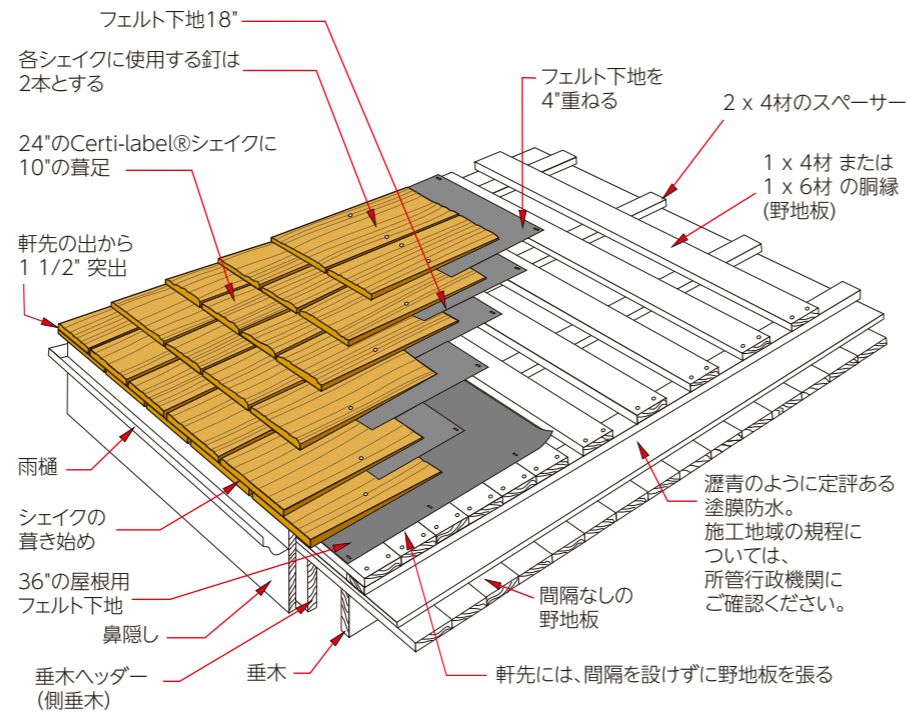 フェルト下地18"
各シェイクに使用する釘は
2本とする
フェルト下地を
4"重ねる
2 x 4材のスペーサー
24"のCerti-label®シェイクに
10"の葺足
1 x 4材 または
1 x 6材 の胴縁
(野地板)
軒先の出から
1 1/2" 突出
雨樋
シェイクの
葺き始め
36"の屋根用
フェルト下地
鼻隠し
垂木ヘッダー
(側垂木)
垂木
間隔なしの
野地板
瀝青のように定評ある
塗膜防水。
施工地域の規程に
ついては、
所管行政機関に
ご確認ください。
軒先には、間隔を設けずに野地板を張る